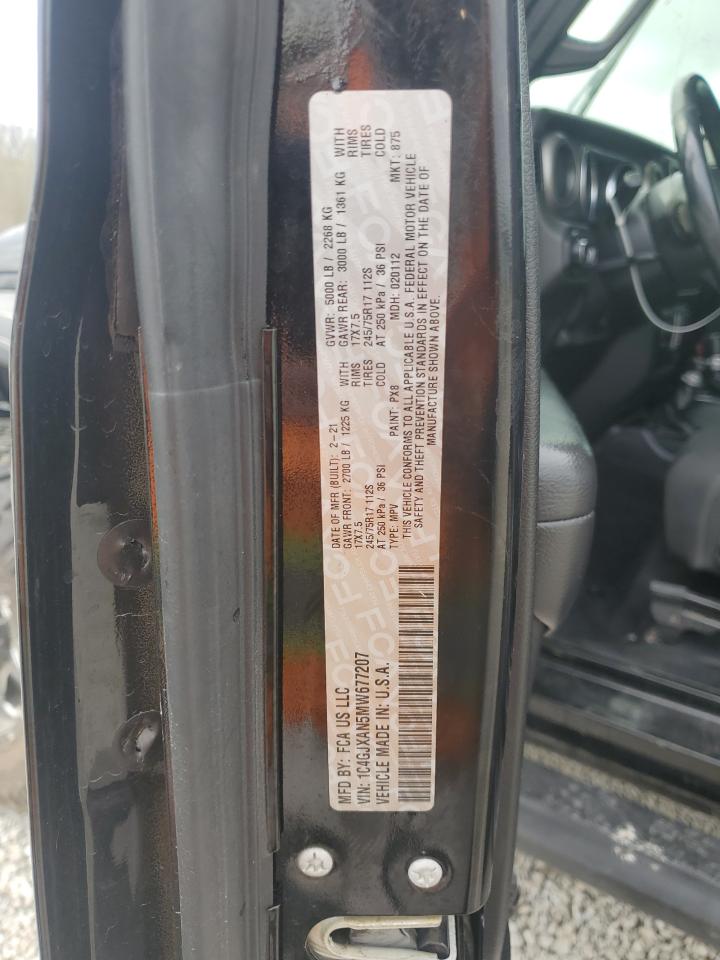 MFD BY: FCA US LLC
DATE OF MFR (BUILT): 2-21
GVWR: 5000 LB / 2268 KG
GAWR FRONT: 2700 LB / 1225 KG WITH
GAWR REAR: 3000 LB / 1361 KG WITH
17X7.5 RIMS
17X7.5 RIMS
245/75R17 112S TIRES
245/75R17 112S TIRES
AT 250 kPa / 36 PSI COLD
AT 250 kPa / 36 PSI COLD
VIN: 1C4GJXAN5MW677207
TYPE: MPV PAINT: PX8 MDH: 020112 MKT: 875
VEHICLE MADE IN: U.S.A.
THIS VEHICLE CONFORMS TO ALL APPLICABLE U.S.A. FEDERAL MOTOR VEHICLE
SAFETY AND THEFT PREVENTION STANDARDS IN EFFECT ON THE DATE OF
MANUFACTURE SHOWN ABOVE.